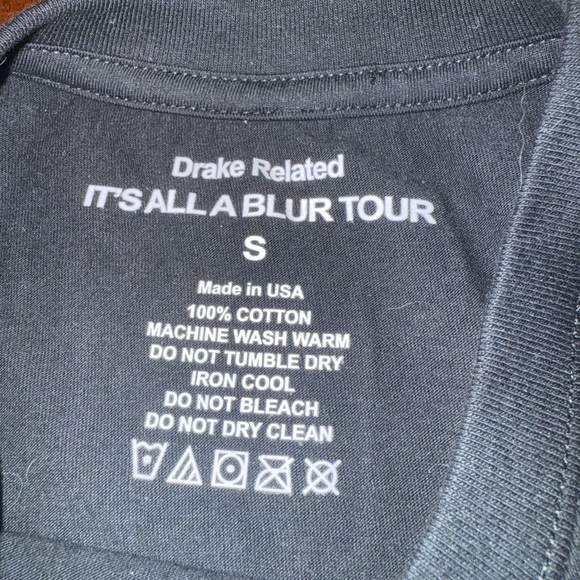 Drake Related
IT'S ALL A BLUR TOUR
S
Made in USA
100% COTTON
MACHINE WASH WARM
DO NOT TUMBLE DRY
IRON COOL
DO NOT BLEACH
DO NOT DRY CLEAN